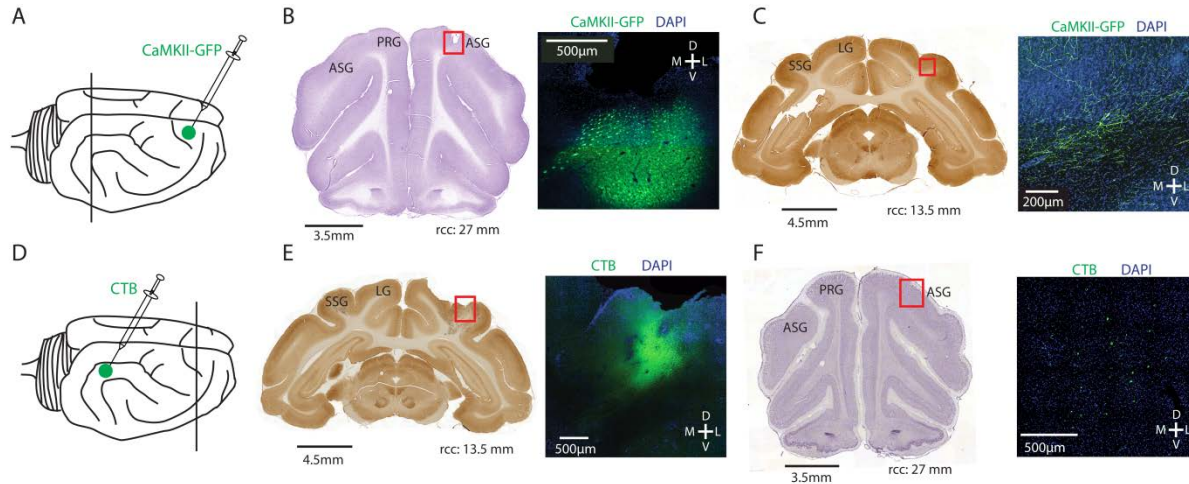 A
CaMKII-GFP
B
PRG
ASG
ASG
3.5mm
rcc: 27 mm
CaMKII-GFP DAPI
500µm
D
M L
V
C
LG
SSG
4.5mm
rcc: 13.5 mm
CaMKII-GFP DAPI
D
M L
V
200µm
D
CTB
E
SSG
LG
4.5mm
rcc: 13.5 mm
CTB DAPI
D
M L
V
500µm
F
PRG
ASG
ASG
3.5mm
rcc: 27 mm
CTB DAPI
D
M L
V
500µm